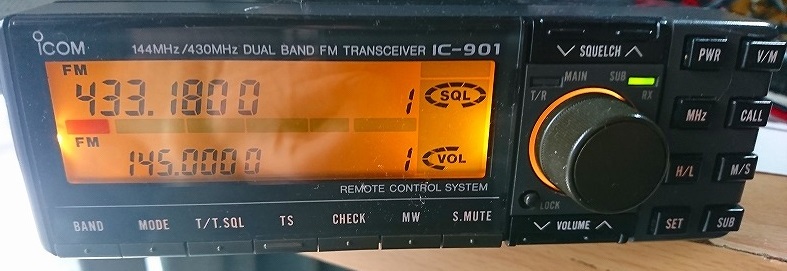 ICOM 144MHz/430MHz DUAL BAND FM TRANSCEIVER IC-901
FM
433.1800 1 SQL
FM
145.0000 1 VOL
REMOTE CONTROL SYSTEM
BAND MODE T/T.SQL TS CHECK MW S.MUTE
SQUELCH
MAIN SUB
T/R RX
LOCK
VOLUME
PWR V/M
MHz CALL
H/L M/S
SET SUB